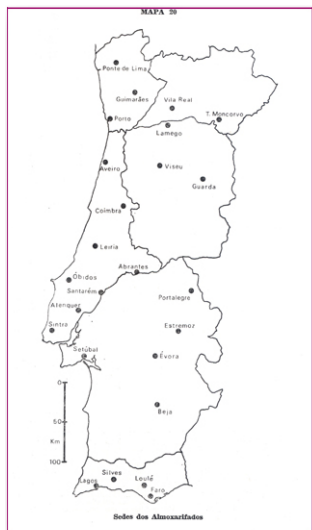 MAPA 20
Ponte de Lima
Guimarães
Vila Real
Porto
T. Moncorvo
Lamego
Aveiro
Viseu
Guarda
Coimbra
Leiria
Abrantes
Óbidos
Santarém
Portalegre
Alenquer
Sintra
Estremoz
Setúbal
Évora
0
Beja
50
Km
100
Silves
Lagos
Loulé
Faro
Sedes dos Almoxarifados